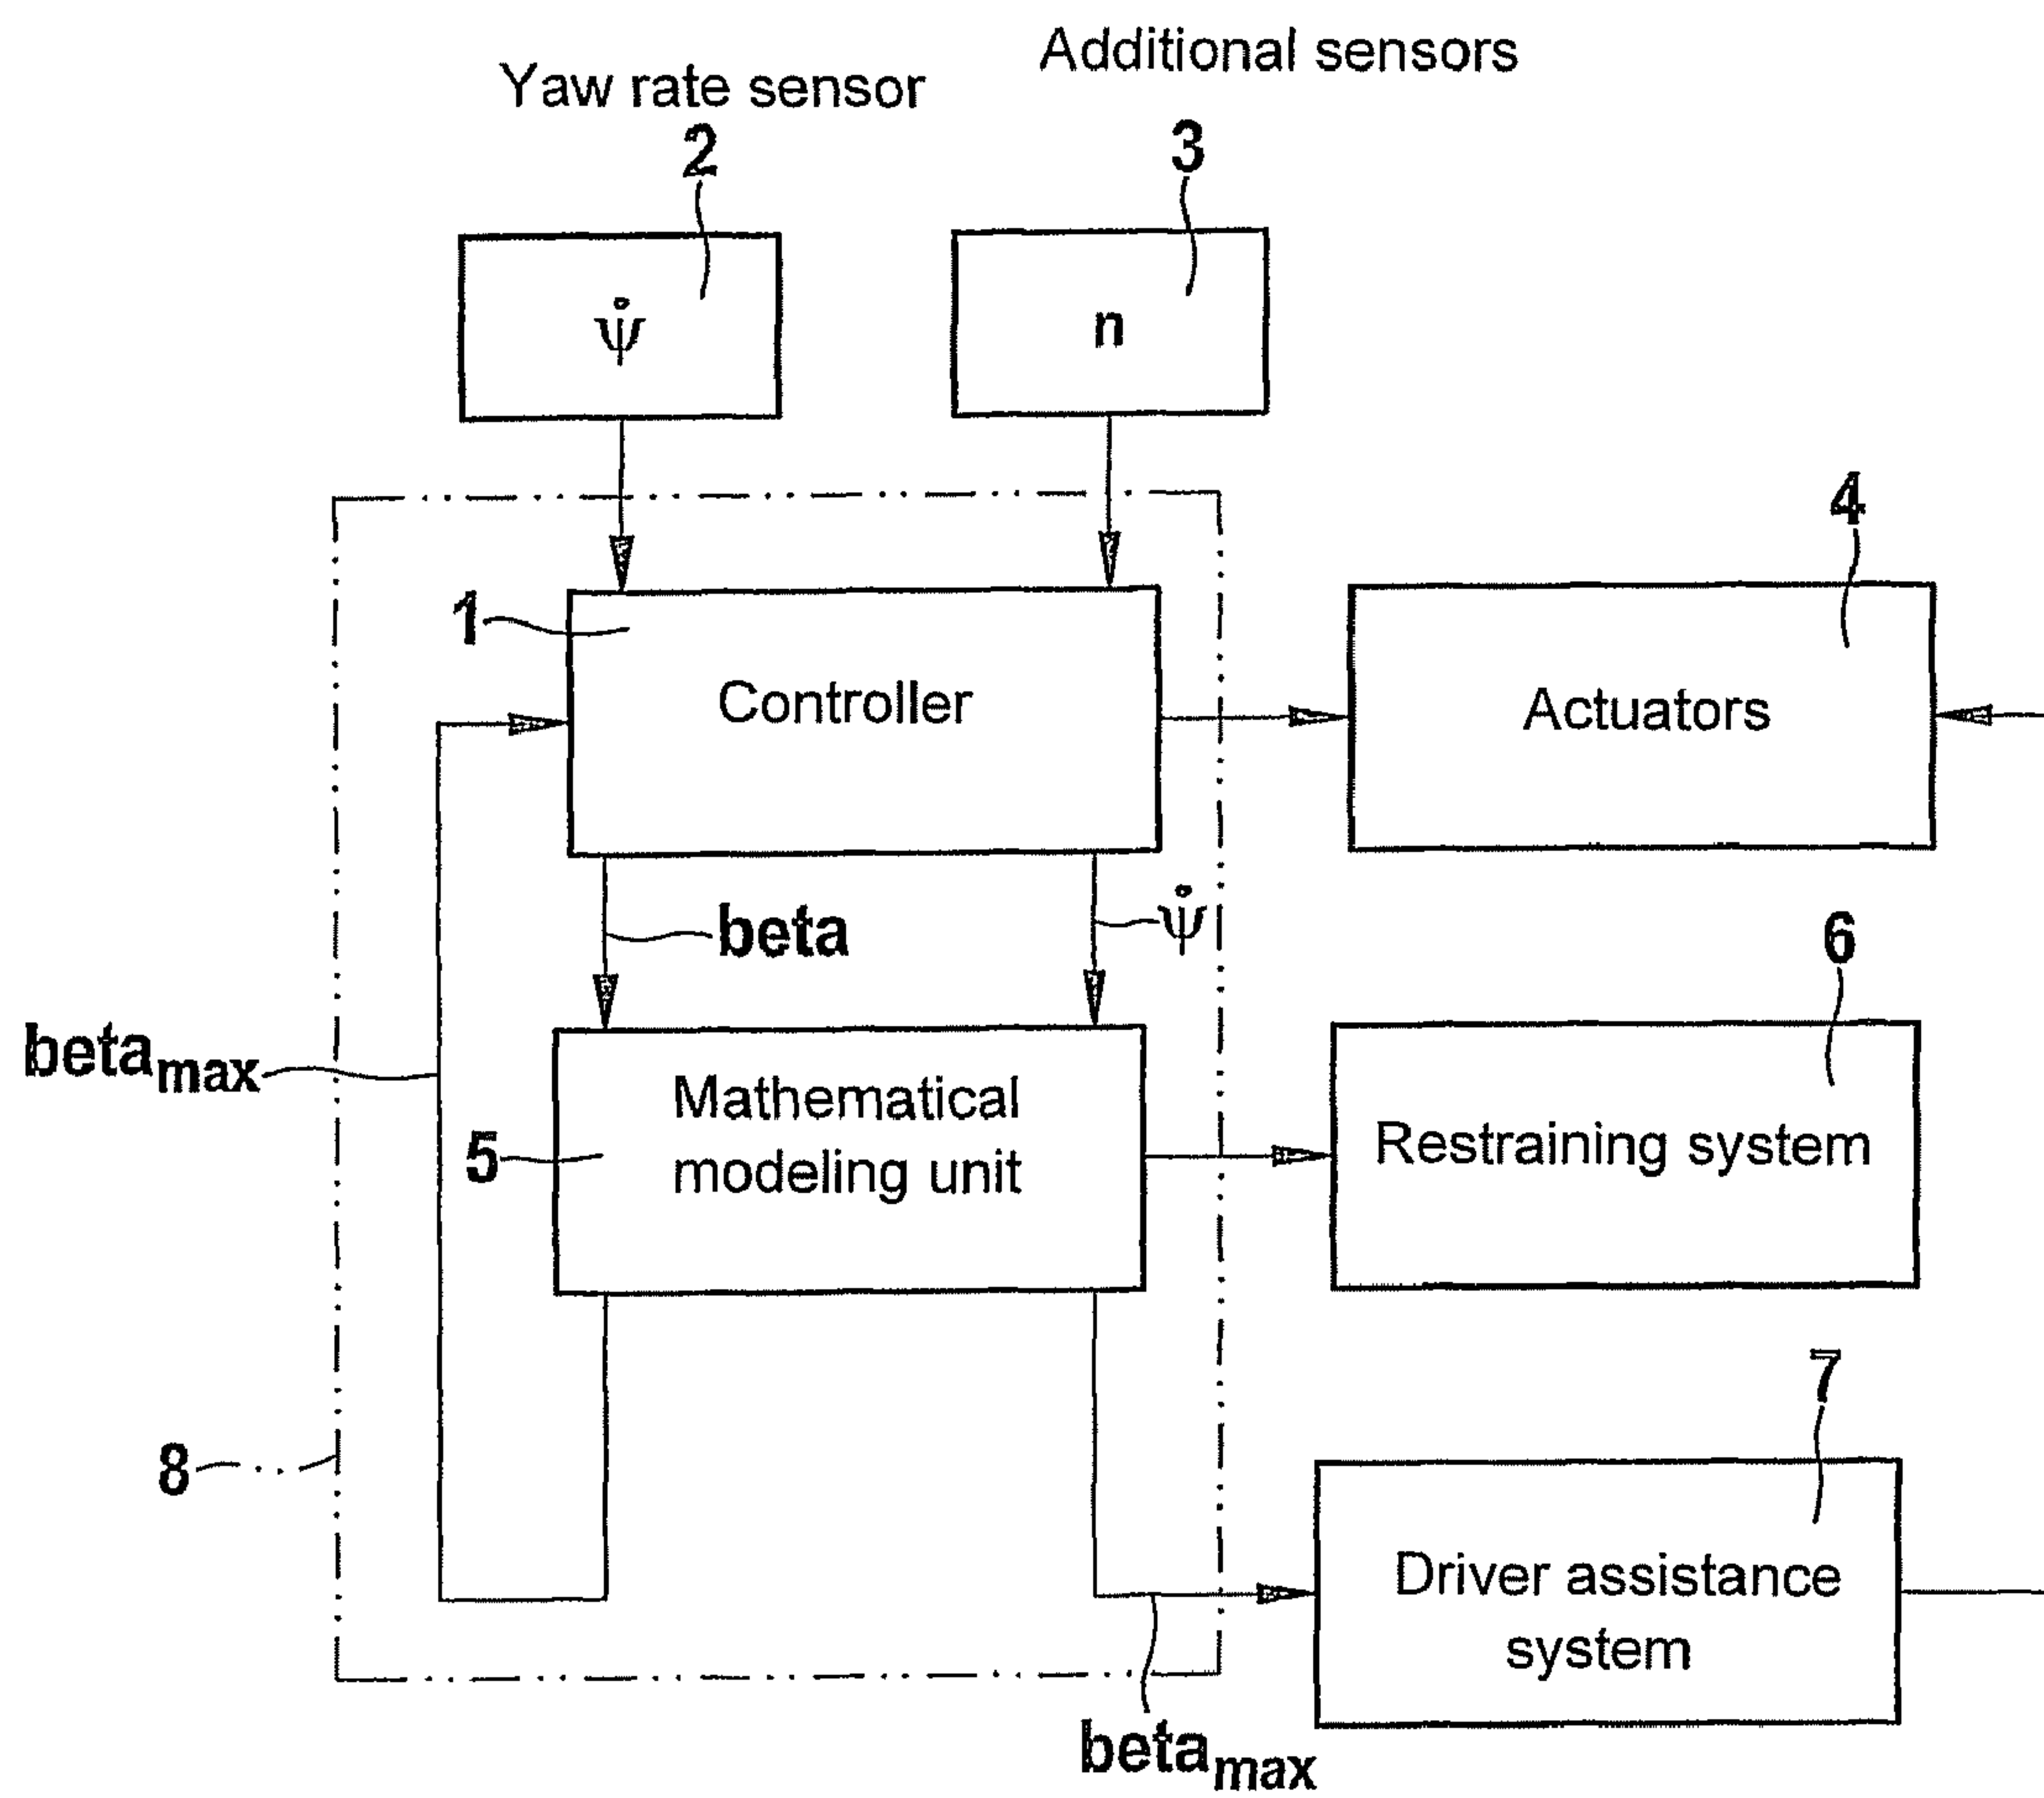 Additional sensors
Yaw rate sensor
2
3
ψ̇
n
4
1
Controller
Actuators
beta
ψ̇
6
beta_max
Mathematical
modeling unit
5
Restraining system
7
8
Driver assistance
system
beta_max